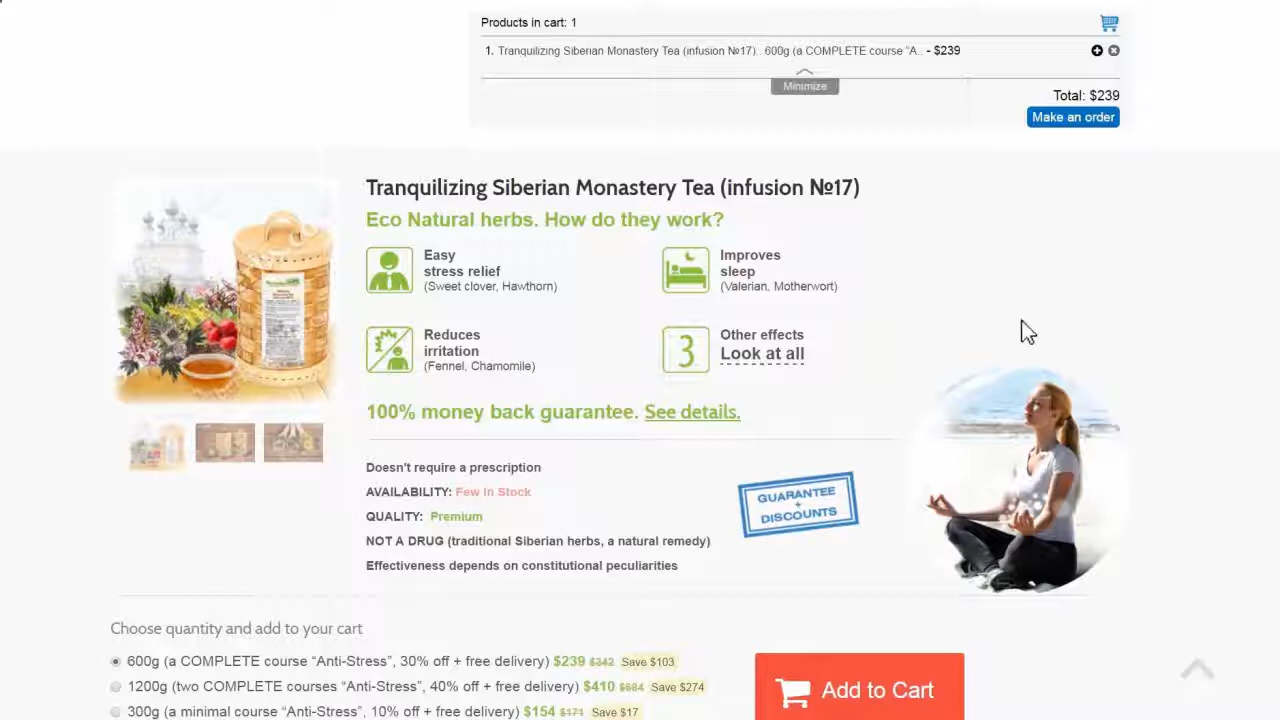 Products in cart: 1
1. Tranquilizing Siberian Monastery Tea (infusion №17).. 600g (a COMPLETE course “A.. - $239
Minimize
Total: $239
Make an order
Tranquilizing Siberian Monastery Tea (infusion №17)
Eco Natural herbs. How do they work?
Easy
stress relief
(Sweet clover, Hawthorn)
Improves
sleep
(Valerian, Motherwort)
Reduces
irritation
(Fennel, Chamomile)
3
Other effects
Look at all
100% money back guarantee. See details.
Doesn't require a prescription
AVAILABILITY: Few In Stock
QUALITY: Premium
NOT A DRUG (traditional Siberian herbs, a natural remedy)
Effectiveness depends on constitutional peculiarities
GUARANTEE
+
DISCOUNTS
Choose quantity and add to your cart
600g (a COMPLETE course “Anti-Stress”, 30% off + free delivery) $239 $342 Save $103
1200g (two COMPLETE courses “Anti-Stress”, 40% off + free delivery) $410 $684 Save $274
300g (a minimal course “Anti-Stress”, 10% off + free delivery) $154 $171 Save $17
Add to Cart